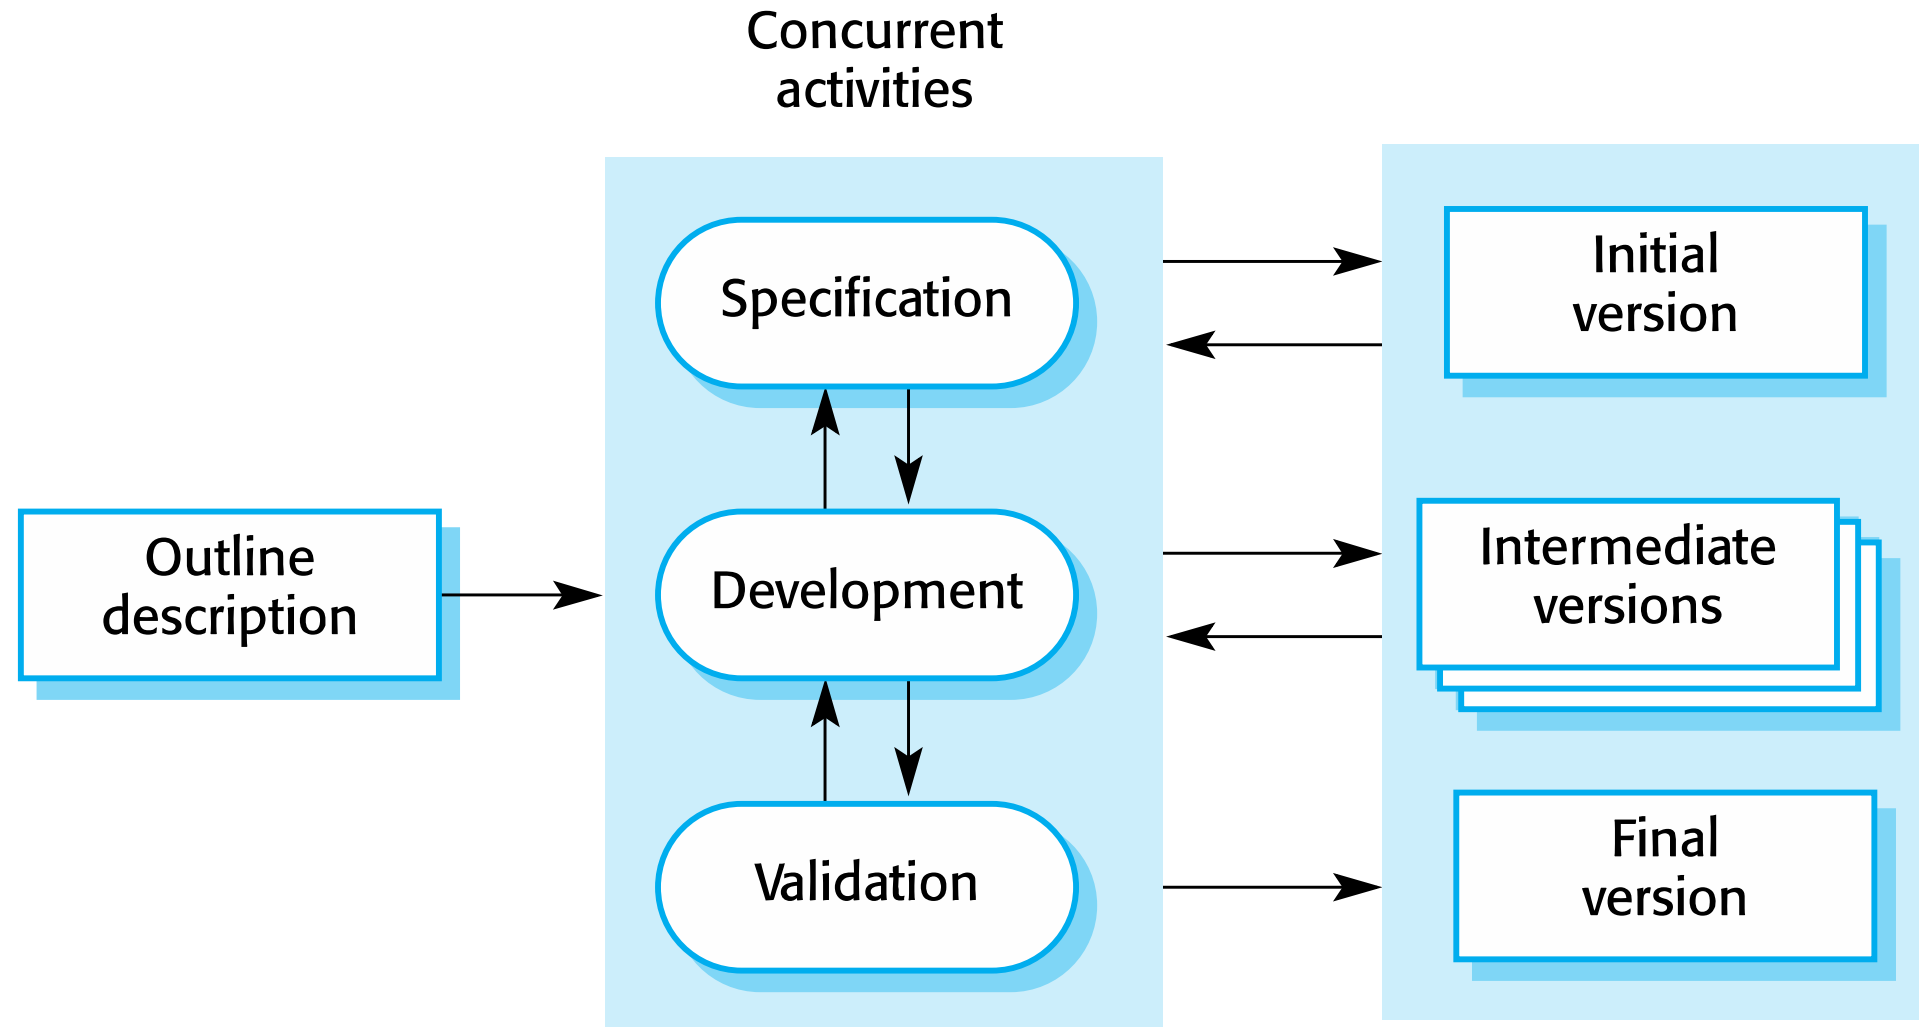 Concurrent
activities
Outline
description
Specification
Development
Validation
Initial
version
Intermediate
versions
Final
version